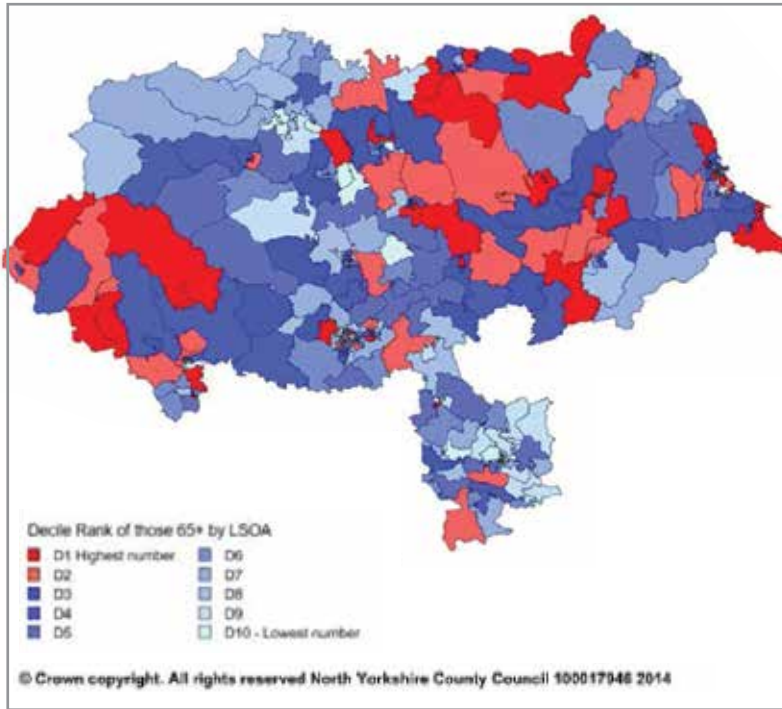 Decile Rank of those 65+ by LSOA
D1 Highest number
D2
D3
D4
D5
D6
D7
D8
D9
D10 - Lowest number
© Crown copyright. All rights reserved North Yorkshire County Council 100017946 2014